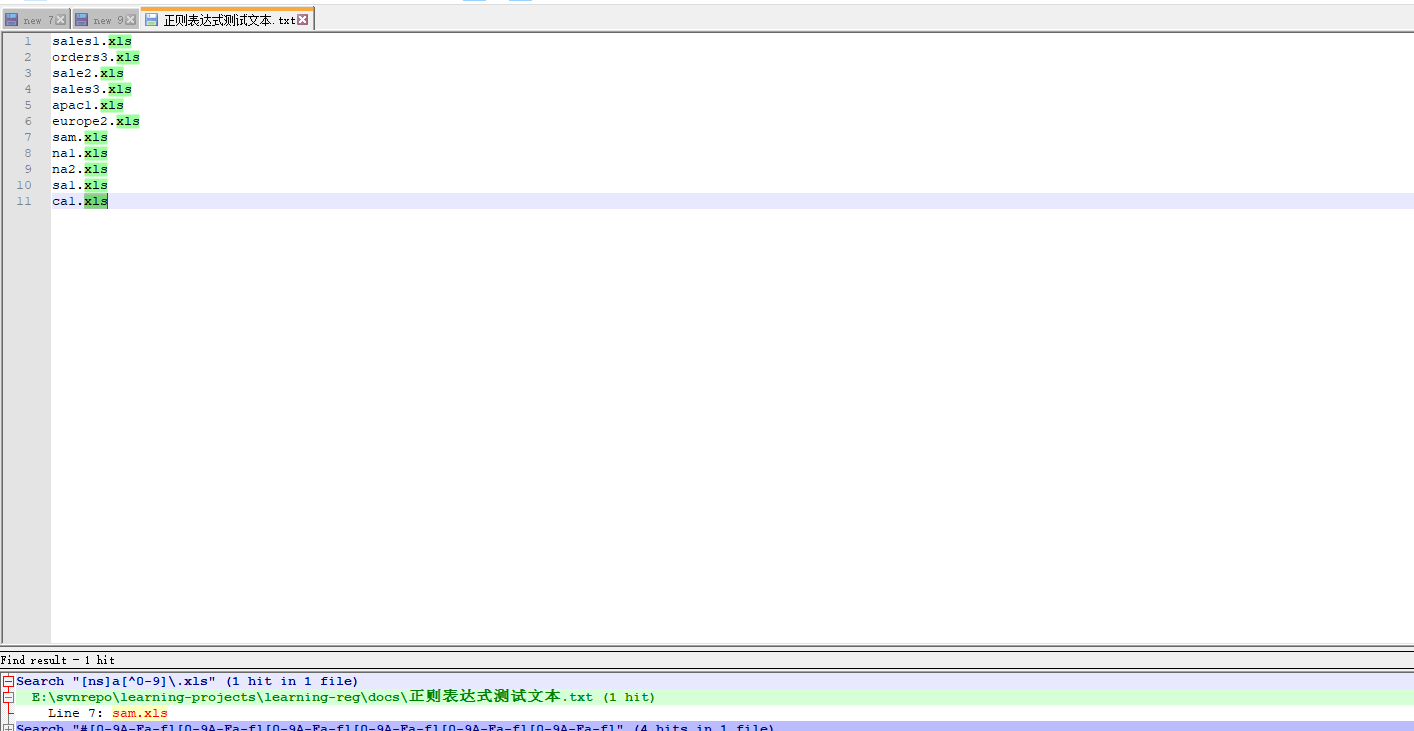 new 7
new 9
正则表达式测试文本.txt
1 sales1.xls
2 orders3.xls
3 sale2.xls
4 sales3.xls
5 apac1.xls
6 europe2.xls
7 sam.xls
8 na1.xls
9 na2.xls
10 sa1.xls
11 ca1.xls
Find result - 1 hit
Search "[ns]a[^0-9]\.xls" (1 hit in 1 file)
E:\svnrepo\learning-projects\learning-reg\docs\正则表达式测试文本.txt (1 hit)
Line 7: sam.xls
Search "#[0-9A-Fa-f][0-9A-Fa-f][0-9A-Fa-f][0-9A-Fa-f][0-9A-Fa-f][0-9A-Fa-f]" (4 hits in 1 file)